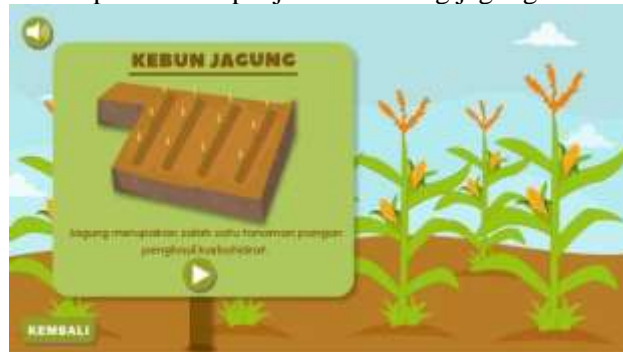 KEBUN JAGUNG
Jagung merupakan salah satu tanaman pangan
penghasil karbohidrat
KEMBALI